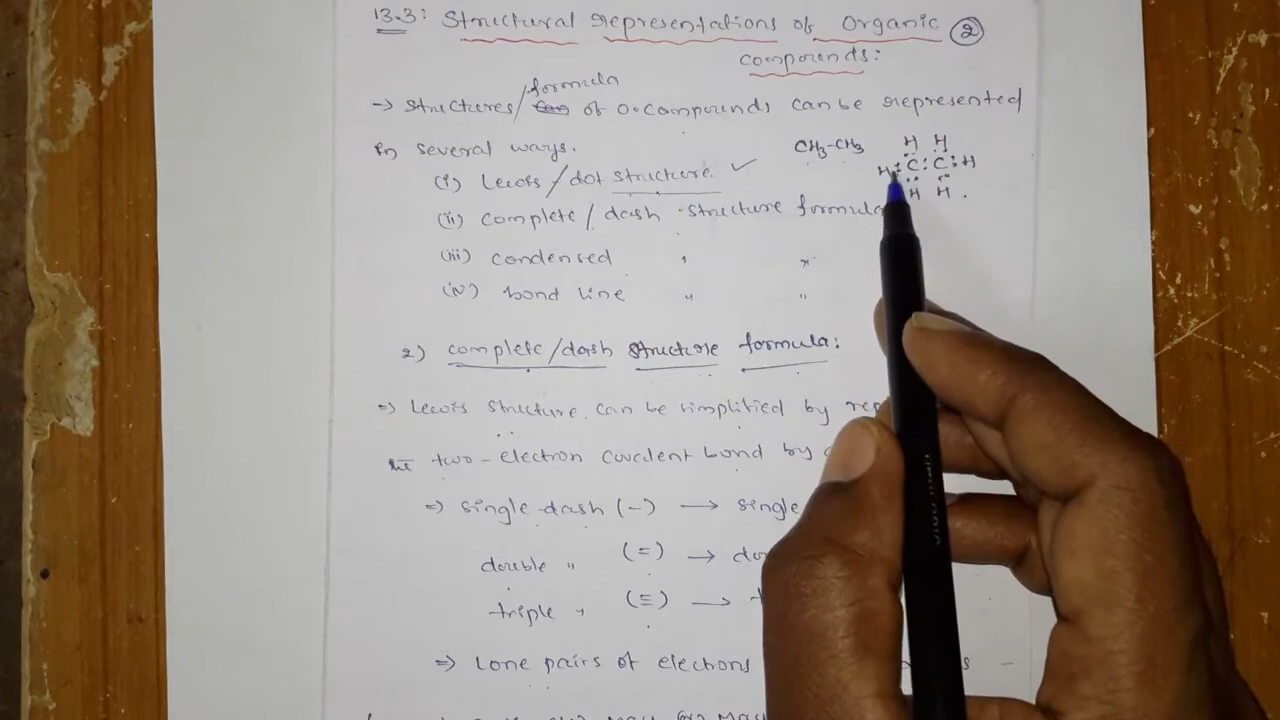 13.3: Structural representations of Organic ②
compounds:
formula
→ Structures/ of O.Compounds can be represented
in several ways.
CH3-CH3
H H
H : C : C : H
H H .
(i) Lewis / dot structure. ✓
(ii) complete / dash structure formula
(iii) condensed " "
(iv) bond line " "
2) complete/dash structure formula:
⇒ Lewis structure can be simplified by rep
two-electron covalent bond by
⇒ single dash (-) → single
double " (=) → do
triple " (≡) →
⇒ Lone pairs of electrons